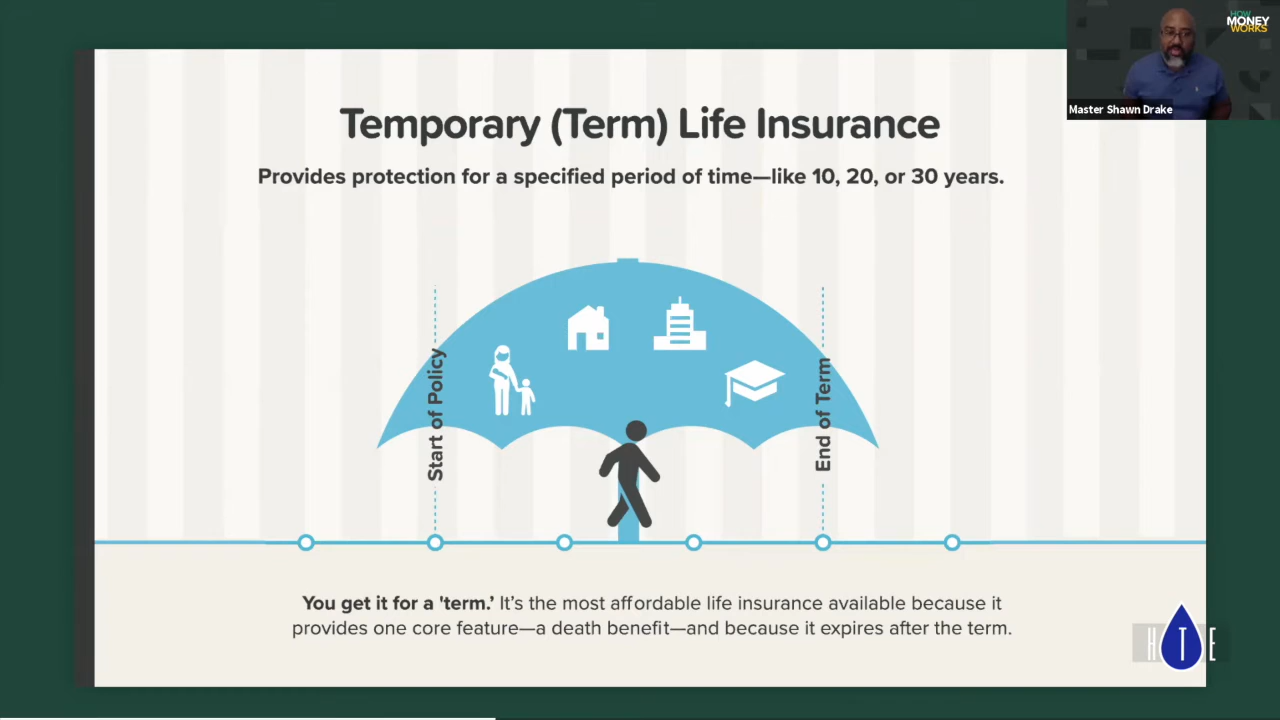 HOW
MONEY
WORKS
Master Shawn Drake
Temporary (Term) Life Insurance
Provides protection for a specified period of time—like 10, 20, or 30 years.
Start of Policy
End of Term
You get it for a 'term.’ It’s the most affordable life insurance available because it
provides one core feature—a death benefit—and because it expires after the term.
H T E